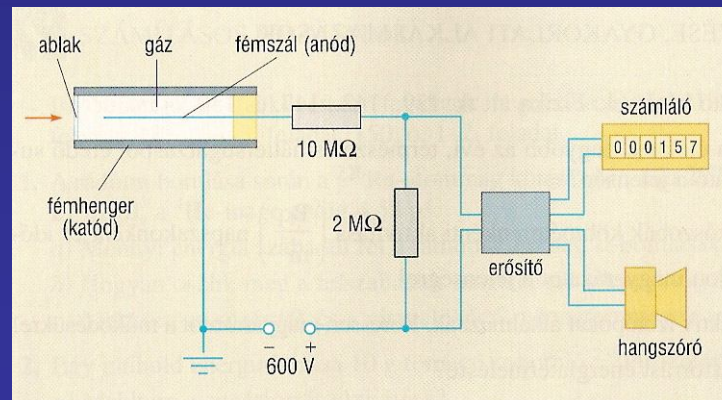 ablak
gáz
fémszál (anód)
számláló
000157
10 MΩ
2 MΩ
fémhenger
(katód)
erősítő
− +
600 V
hangszóró